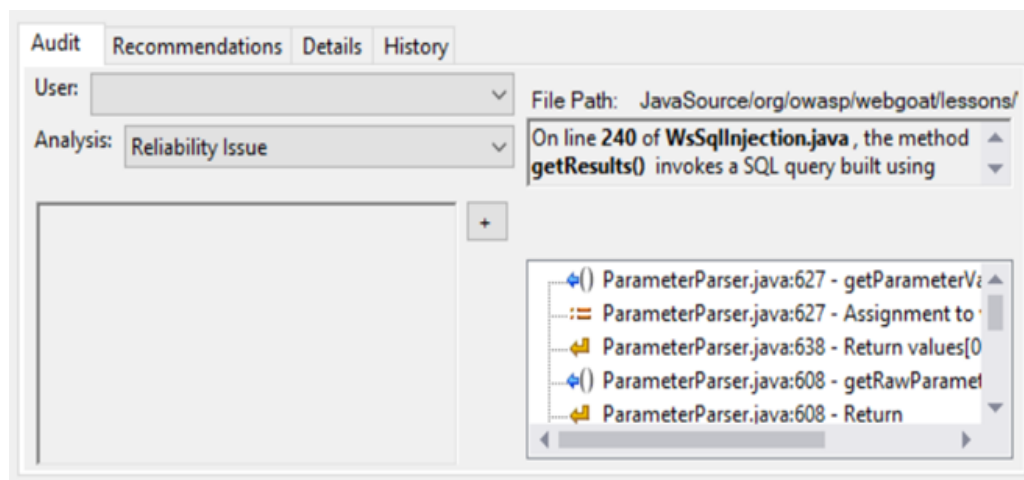 Audit Recommendations Details History
User:
File Path: JavaSource/org/owasp/webgoat/lessons/
Analysis: Reliability Issue
On line 240 of WsSqlInjection.java , the method
getResults() invokes a SQL query built using
+
() ParameterParser.java:627 - getParameterVa
:= ParameterParser.java:627 - Assignment to
ParameterParser.java:638 - Return values[0
() ParameterParser.java:608 - getRawParamet
ParameterParser.java:608 - Return